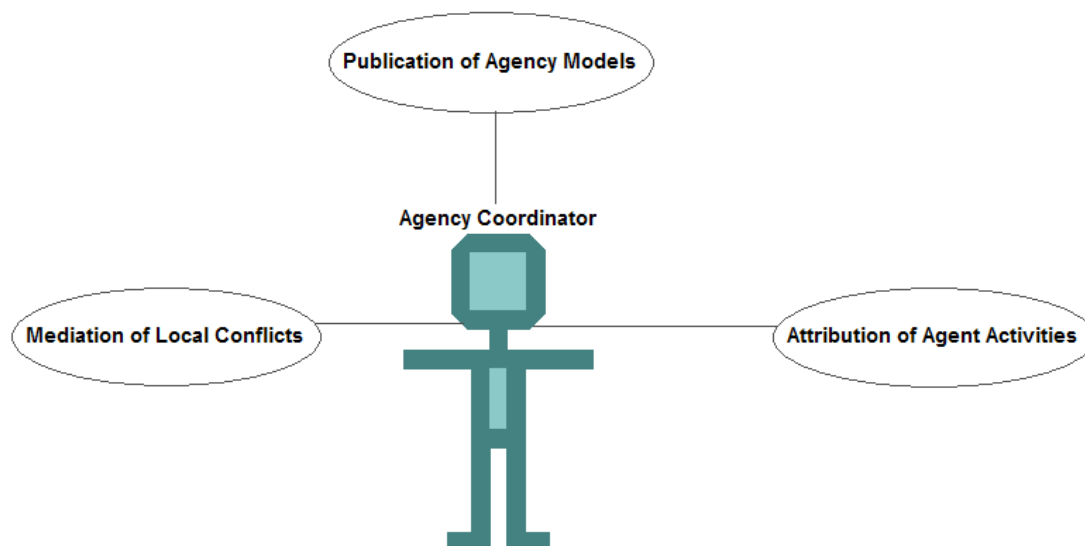 Publication of Agency Models
Agency Coordinator
Mediation of Local Conflicts
Attribution of Agent Activities